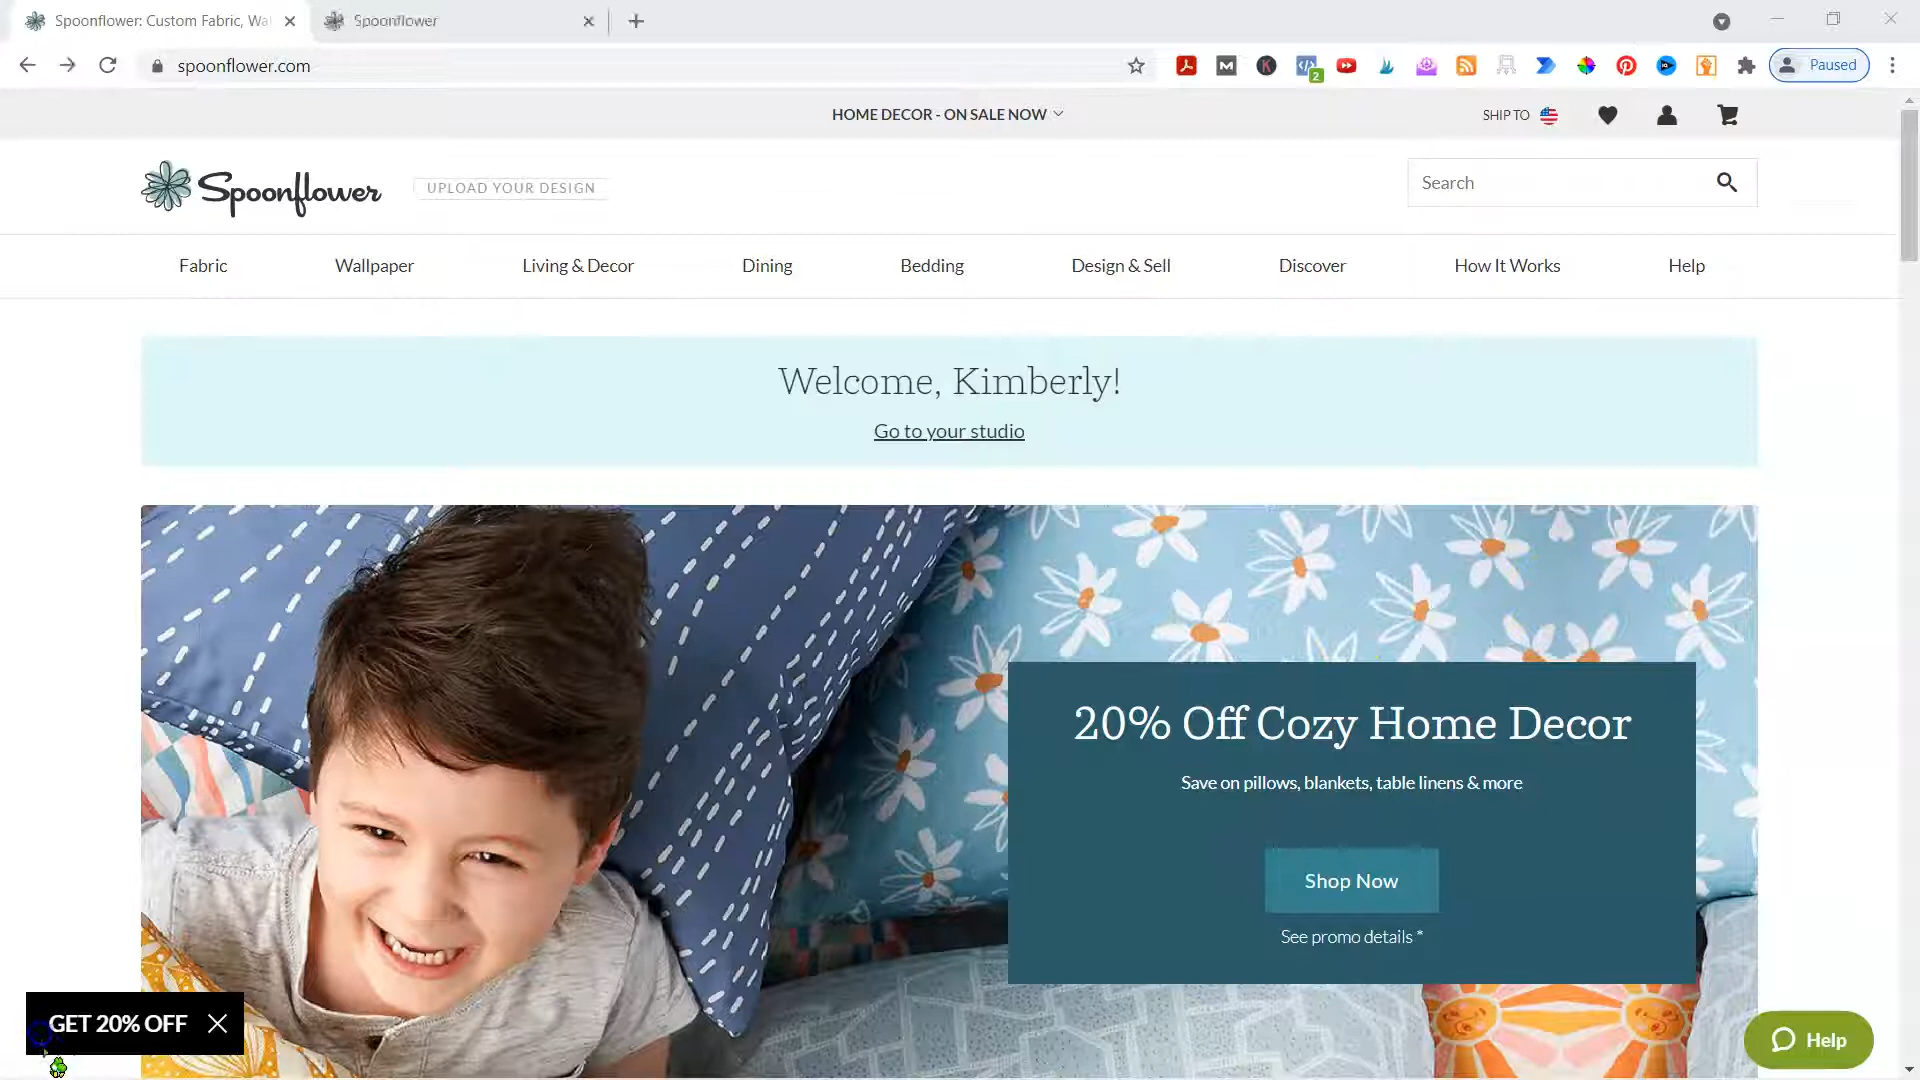 Spoonflower: Custom Fabric, Wal
Spoonflower
spoonflower.com
2
Paused
HOME DECOR - ON SALE NOW
SHIP TO
Spoonflower
UPLOAD YOUR DESIGN
Search
Fabric
Wallpaper
Living & Decor
Dining
Bedding
Design & Sell
Discover
How It Works
Help
Welcome, Kimberly!
Go to your studio
20% Off Cozy Home Decor
Save on pillows, blankets, table linens & more
Shop Now
See promo details *
GET 20% OFF
Help